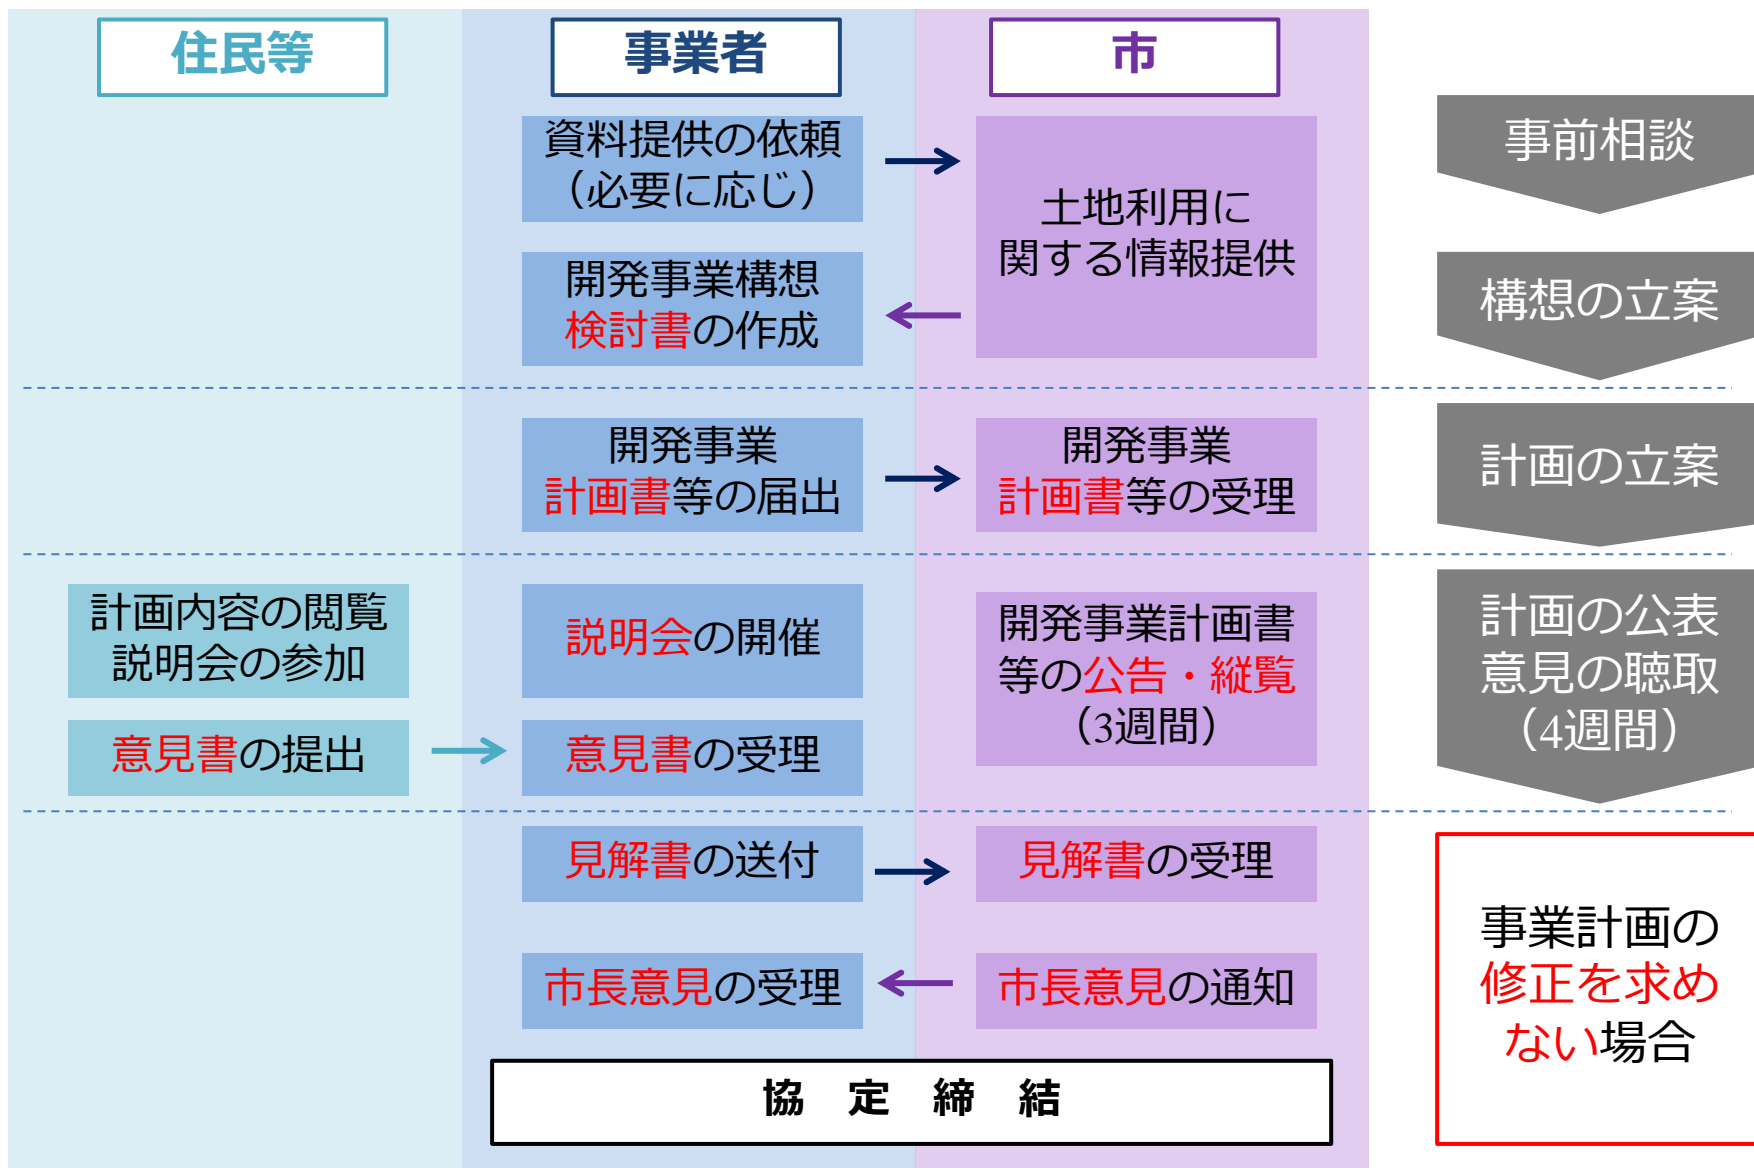 住民等
事業者
市
資料提供の依頼
（必要に応じ）
土地利用に
関する情報提供
事前相談
開発事業構想
検討書の作成
構想の立案
開発事業
計画書等の届出
開発事業
計画書等の受理
計画の立案
計画内容の閲覧
説明会の参加
説明会の開催
開発事業計画書
等の公告・縦覧
（3週間）
計画の公表
意見の聴取
（4週間）
意見書の提出
意見書の受理
見解書の送付
見解書の受理
事業計画の
修正を求め
ない場合
市長意見の受理
市長意見の通知
協　定　締　結